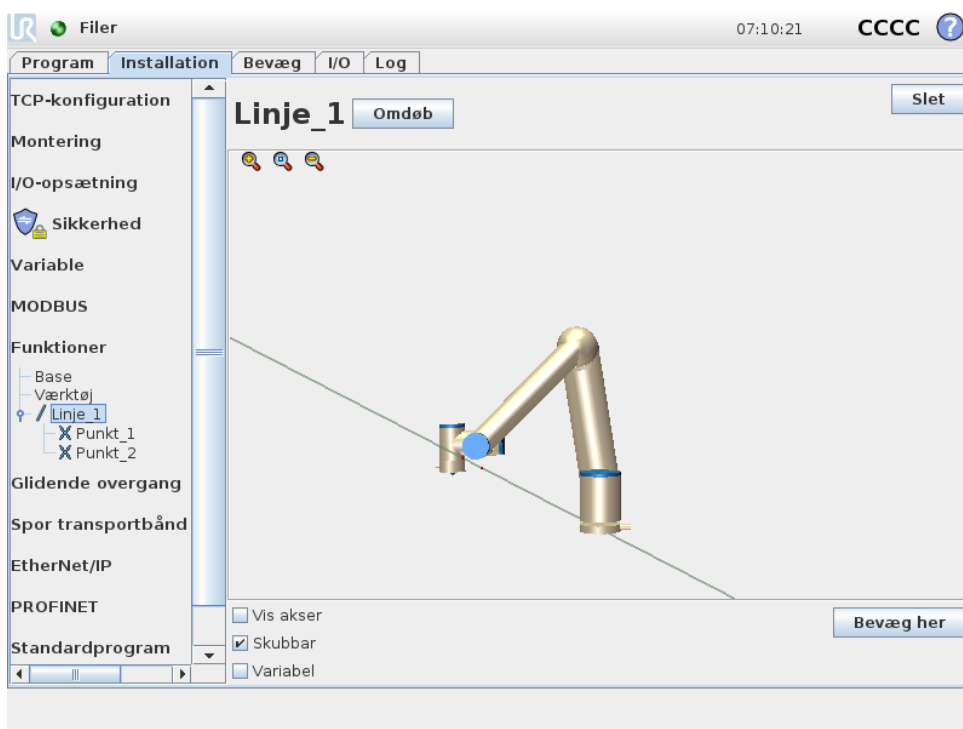 UR Filer 07:10:21 CCCC ?
Program Installation Bevæg I/O Log
TCP-konfiguration
Montering
I/O-opsætning
Sikkerhed
Variable
MODBUS
Funktioner
Base
Værktøj
Linje_1
Punkt_1
Punkt_2
Glidende overgang
Spor transportbånd
EtherNet/IP
PROFINET
Standardprogram
Linje_1 Omdøb Slet
Vis akser
Skubbar
Variabel
Bevæg her